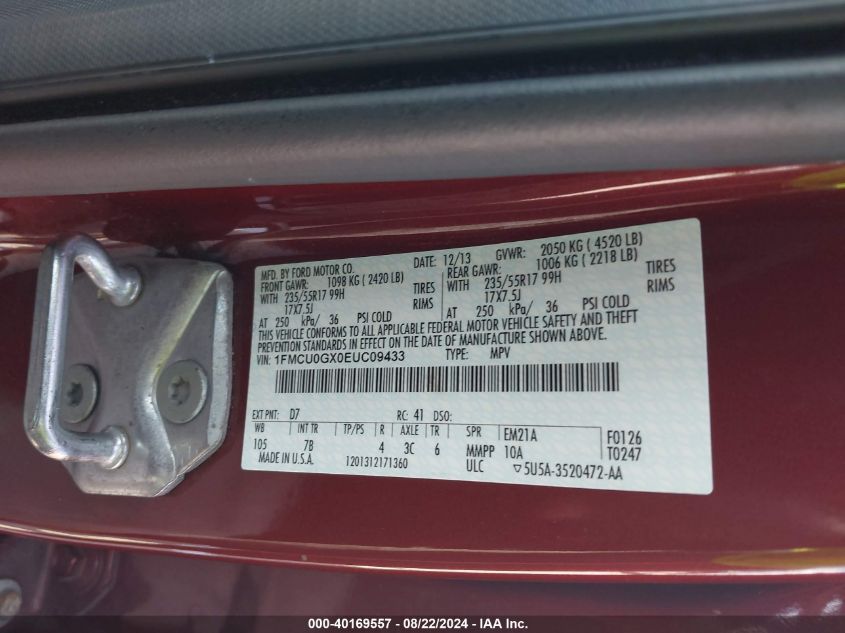 MFD. BY FORD MOTOR CO. DATE: 12/13 GVWR: 2050 KG ( 4520 LB)
FRONT GAWR: 1098 KG ( 2420 LB) REAR GAWR: 1006 KG ( 2218 LB)
WITH 235/55R17 99H TIRES 235/55R17 99H TIRES
17X7.5J RIMS 17X7.5J RIMS
AT 250 kPa/ 36 PSI COLD AT 250 kPa/ 36 PSI COLD
THIS VEHICLE CONFORMS TO ALL APPLICABLE FEDERAL MOTOR VEHICLE SAFETY AND THEFT
PREVENTION STANDARDS IN EFFECT ON THE DATE OF MANUFACTURE SHOWN ABOVE.
VIN: 1FMCU0GX0EUC09433 TYPE: MPV
EXT PNT: D7 RC: 41 DSO:
WB INT TR TP/PS R AXLE TR SPR EM21A F0126
105 7B 4 3C 6 MMPP 10A T0247
MADE IN U.S.A. 1201312171360 ULC ▽5U5A-3520472-AA
000-40169557 - 08/22/2024 - IAA Inc.